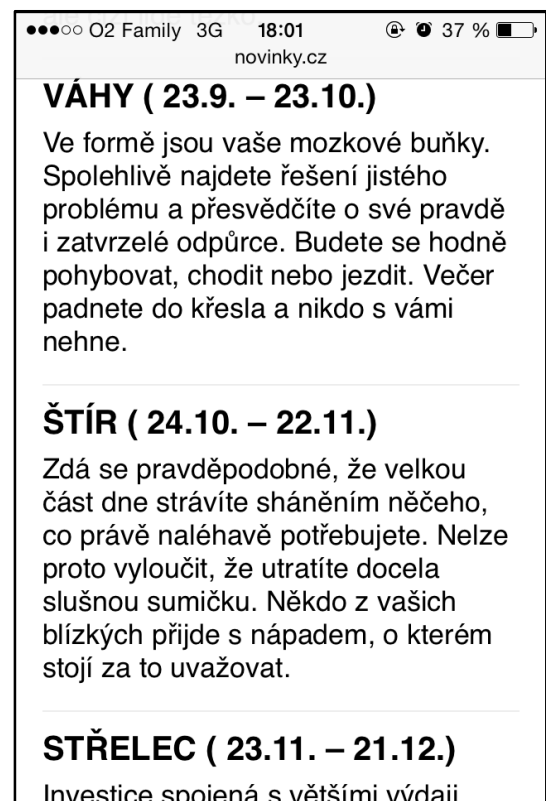 O2 Family 3G 18:01 37 %
novinky.cz
VÁHY ( 23.9. – 23.10.)
Ve formě jsou vaše mozkové buňky.
Spolehlivě najdete řešení jistého
problému a přesvědčíte o své pravdě
i zatvrzelé odpůrce. Budete se hodně
pohybovat, chodit nebo jezdit. Večer
padnete do křesla a nikdo s vámi
nehne.
ŠTÍR ( 24.10. – 22.11.)
Zdá se pravděpodobné, že velkou
část dne strávíte sháněním něčeho,
co právě naléhavě potřebujete. Nelze
proto vyloučit, že utratíte docela
slušnou sumičku. Někdo z vašich
blízkých přijde s nápadem, o kterém
stojí za to uvažovat.
STŘELEC ( 23.11. – 21.12.)
Investice spojená s většími výdaji